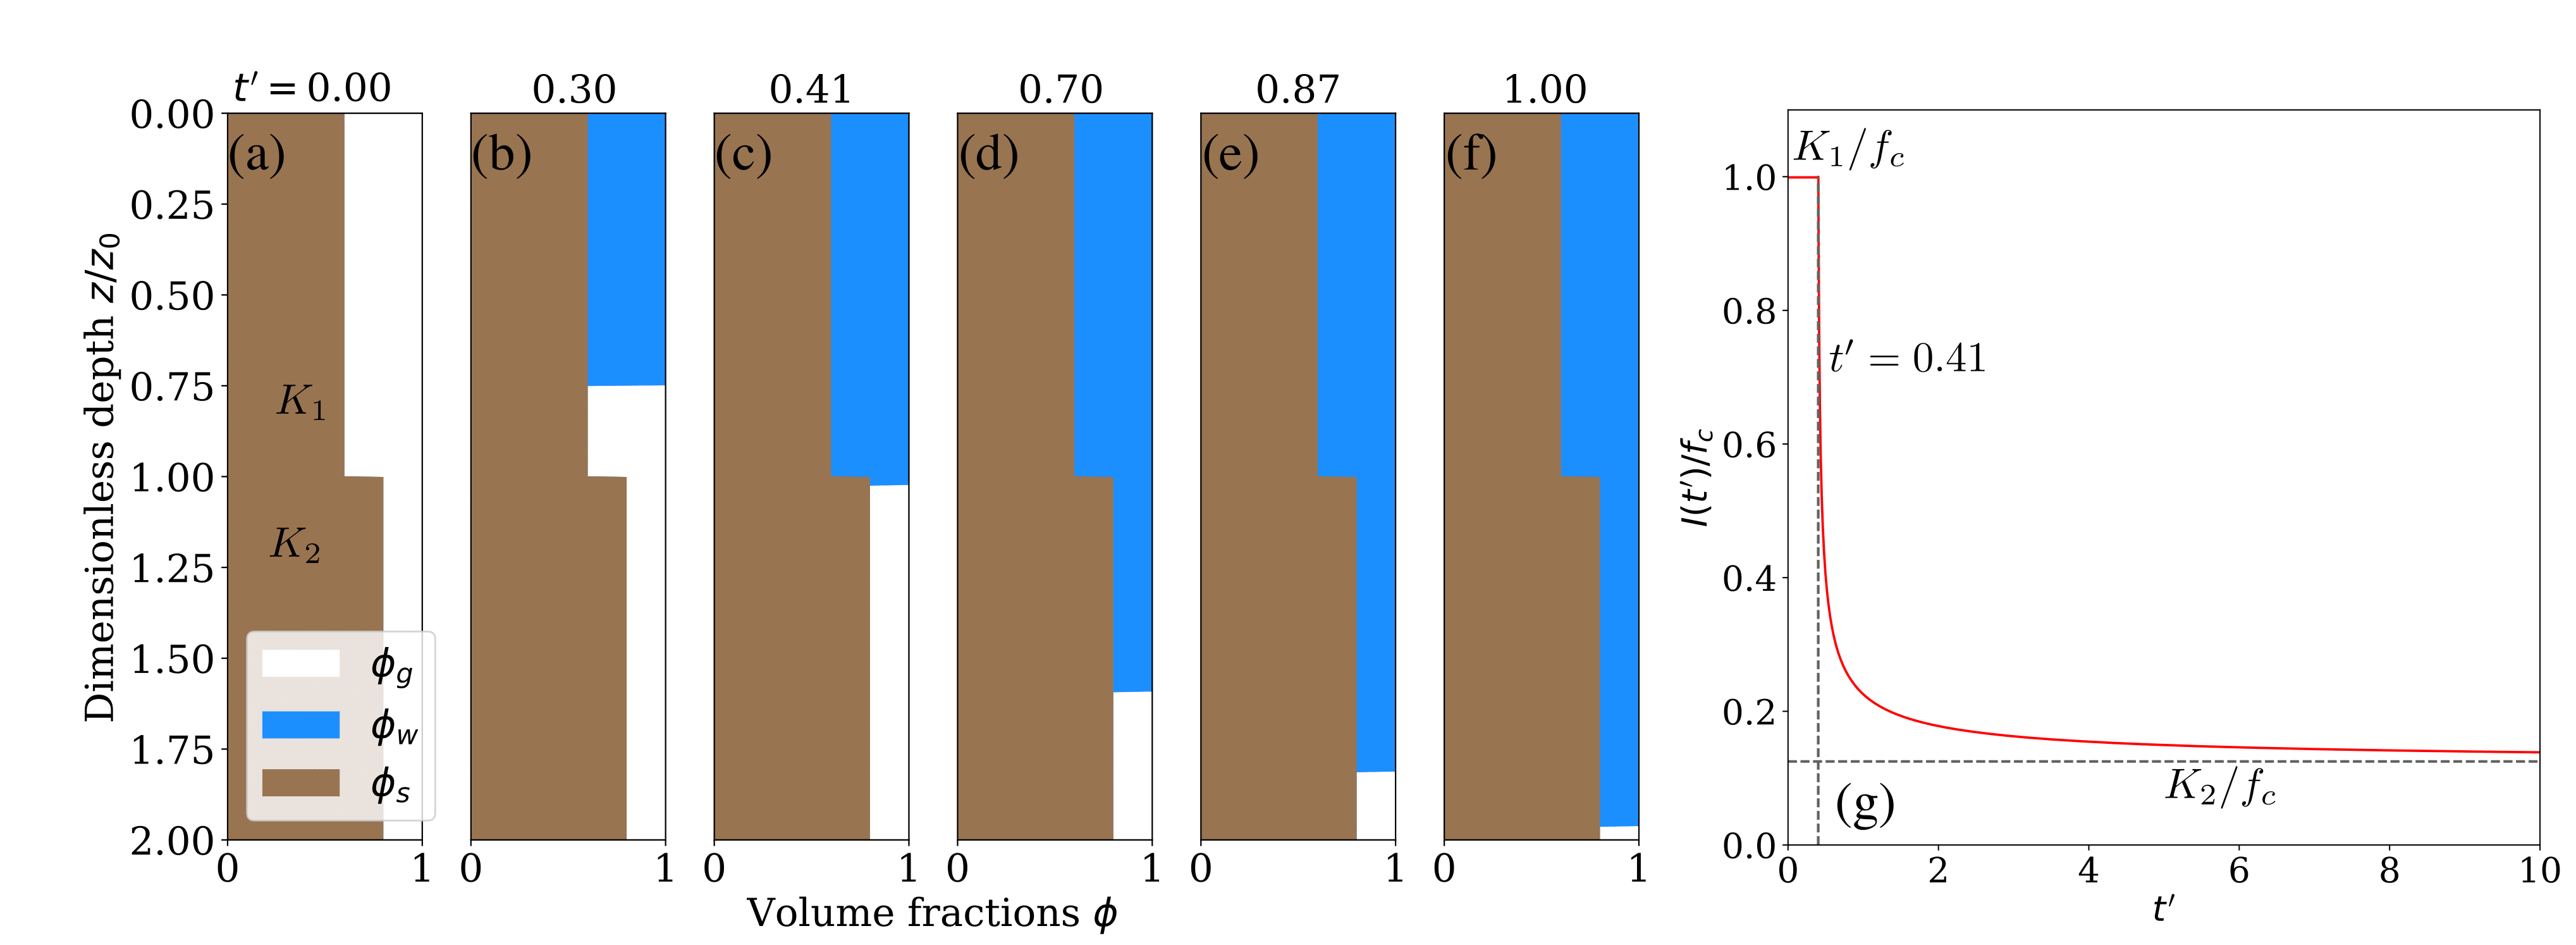 t′ = 0.00 0.30 0.41 0.70 0.87 1.00
(a) (b) (c) (d) (e) (f)
Dimensionless depth z/z₀
0.00
0.25
0.50
0.75
1.00
1.25
1.50
1.75
2.00
K₁
K₂
ϕg
ϕw
ϕs
0 1 0 1 0 1 0 1 0 1 0 1
Volume fractions ϕ
K₁/fc
1.0
0.8
0.6
0.4
0.2
0.0
I(t′)/fc
t′ = 0.41
K₂/fc
(g)
0 2 4 6 8 10
t′